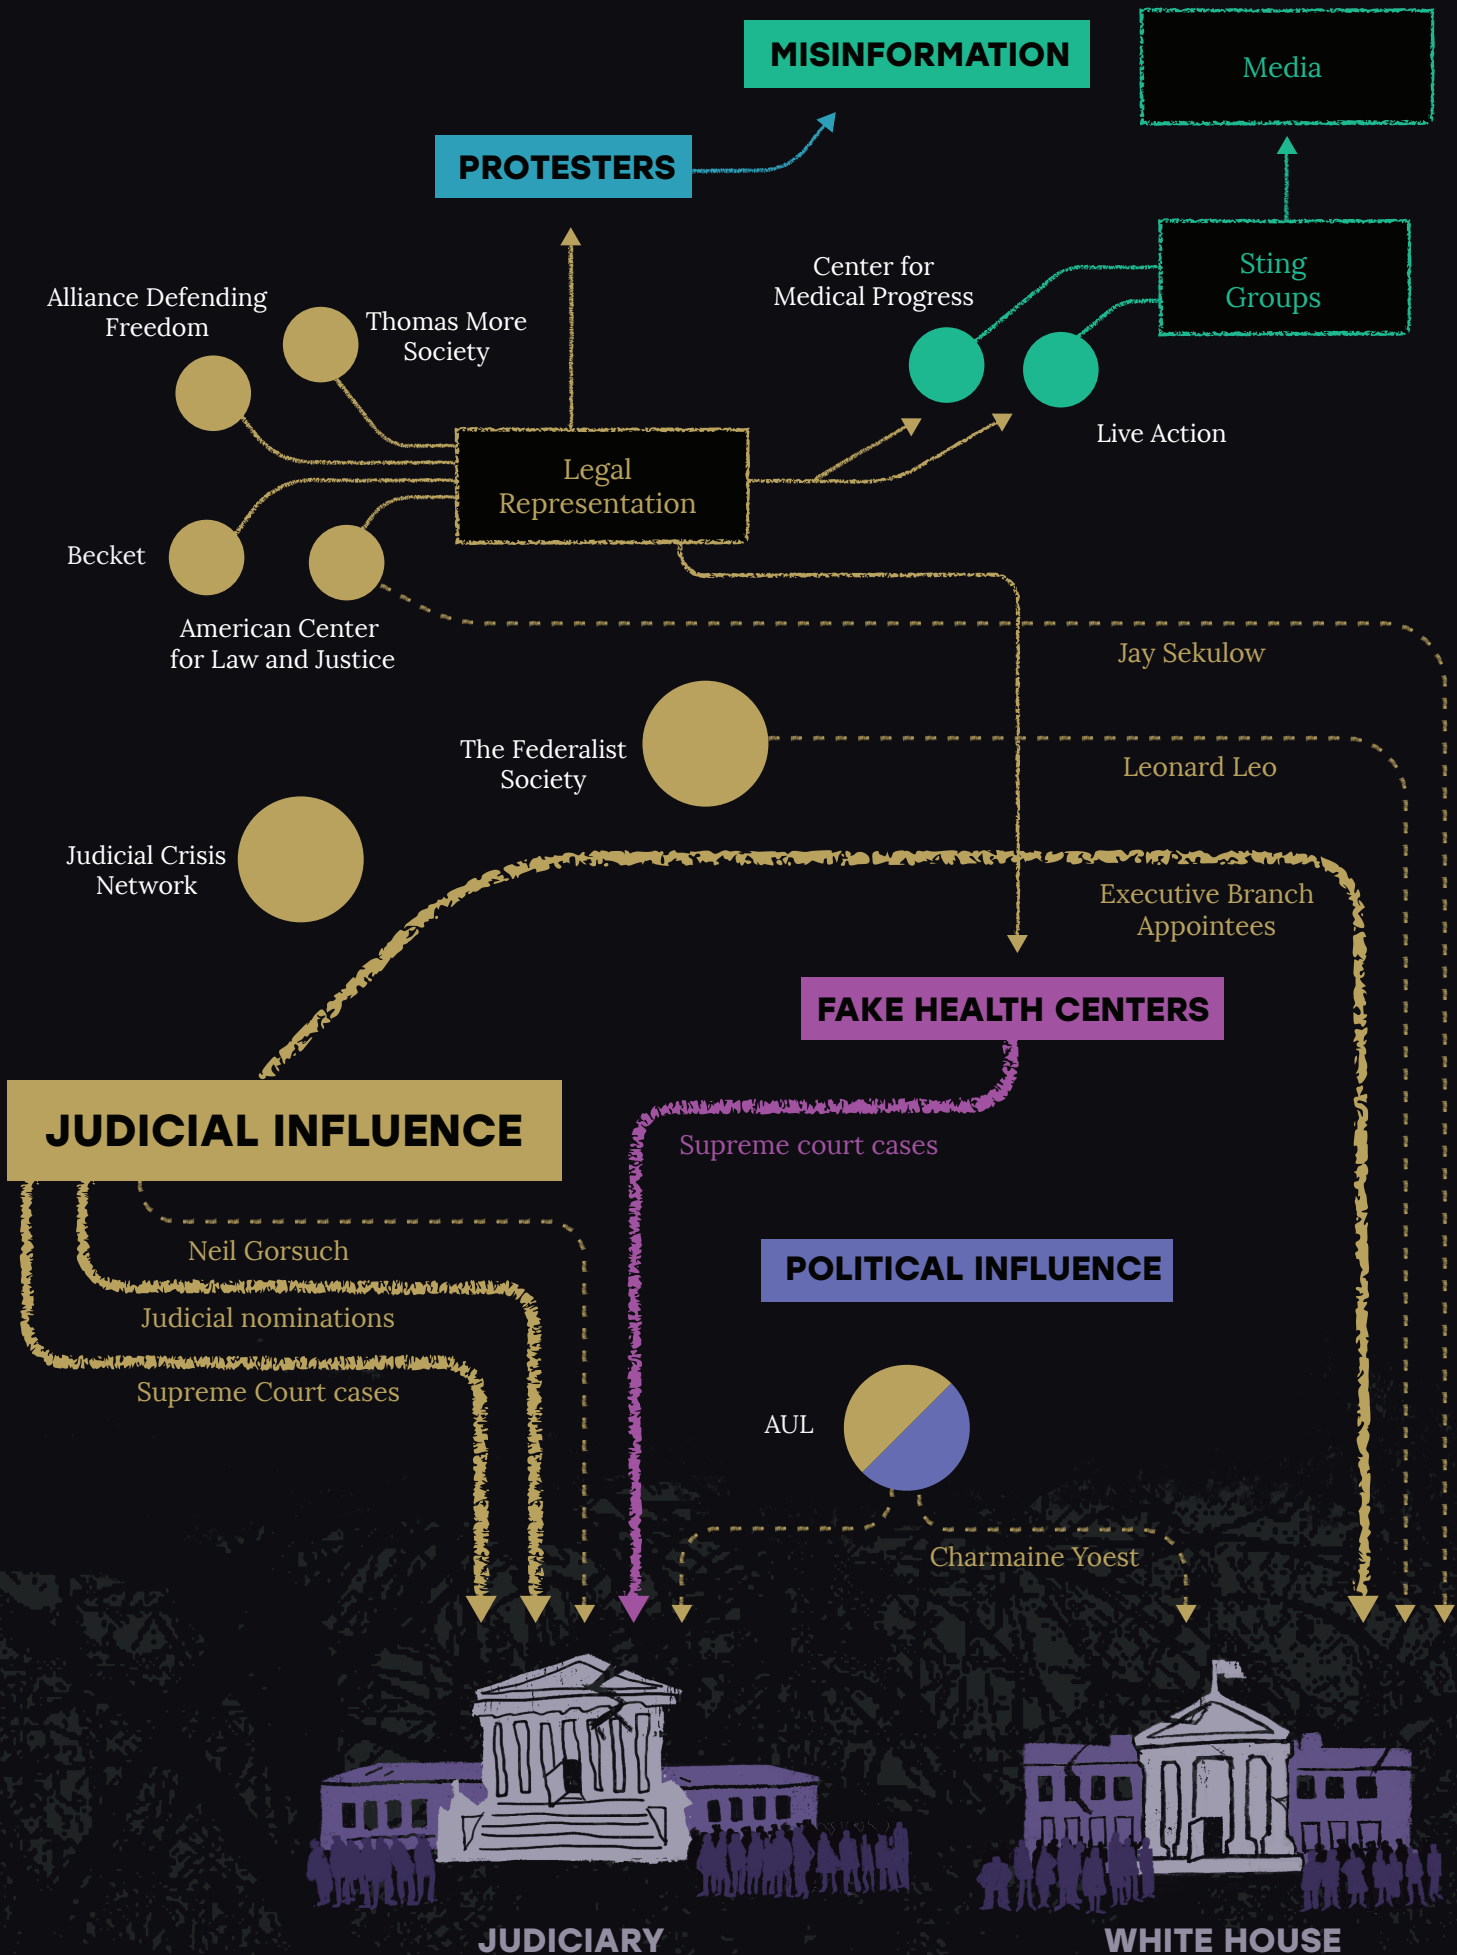 MISINFORMATION
Media
PROTESTERS
Center for
Medical Progress
Sting
Groups
Alliance Defending
Freedom
Thomas More
Society
Live Action
Legal
Representation
Becket
American Center
for Law and Justice
Jay Sekulow
The Federalist
Society
Leonard Leo
Judicial Crisis
Network
Executive Branch
Appointees
FAKE HEALTH CENTERS
JUDICIAL INFLUENCE
Supreme court cases
Neil Gorsuch
POLITICAL INFLUENCE
Judicial nominations
Supreme Court cases
AUL
Charmaine Yoest
JUDICIARY
WHITE HOUSE